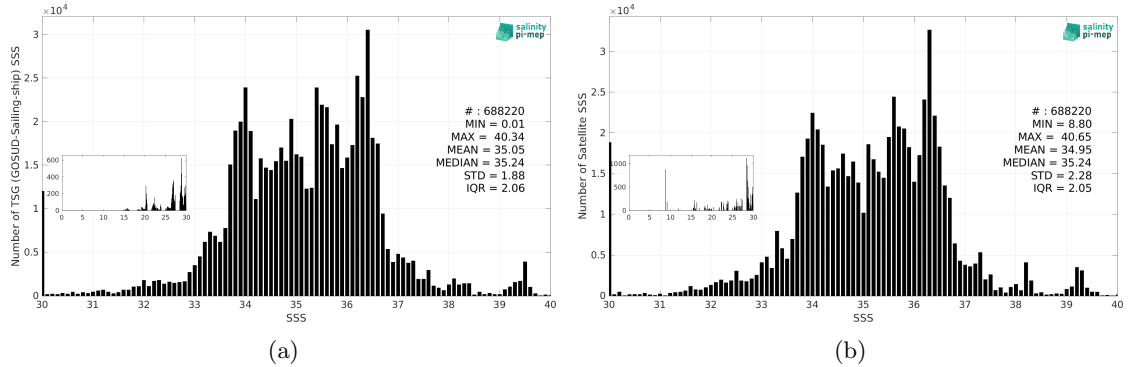 ×10⁴
salinity
pi-mep
Number of TSG (GOSUD-Sailing-ship) SSS
3
2.5
2
1.5
1
0.5
0
# : 688220
MIN = 0.01
MAX = 40.34
MEAN = 35.05
MEDIAN = 35.24
STD = 1.88
IQR = 2.06
600
400
200
0
0 5 10 15 20 25 30
30 31 32 33 34 35 36 37 38 39 40
SSS
(a)
×10⁴
salinity
pi-mep
Number of Satellite SSS
3
2.5
2
1.5
1
0.5
0
# : 688220
MIN = 8.80
MAX = 40.65
MEAN = 34.95
MEDIAN = 35.24
STD = 2.28
IQR = 2.05
1000
500
0
0 5 10 15 20 25 30
30 31 32 33 34 35 36 37 38 39 40
SSS
(b)